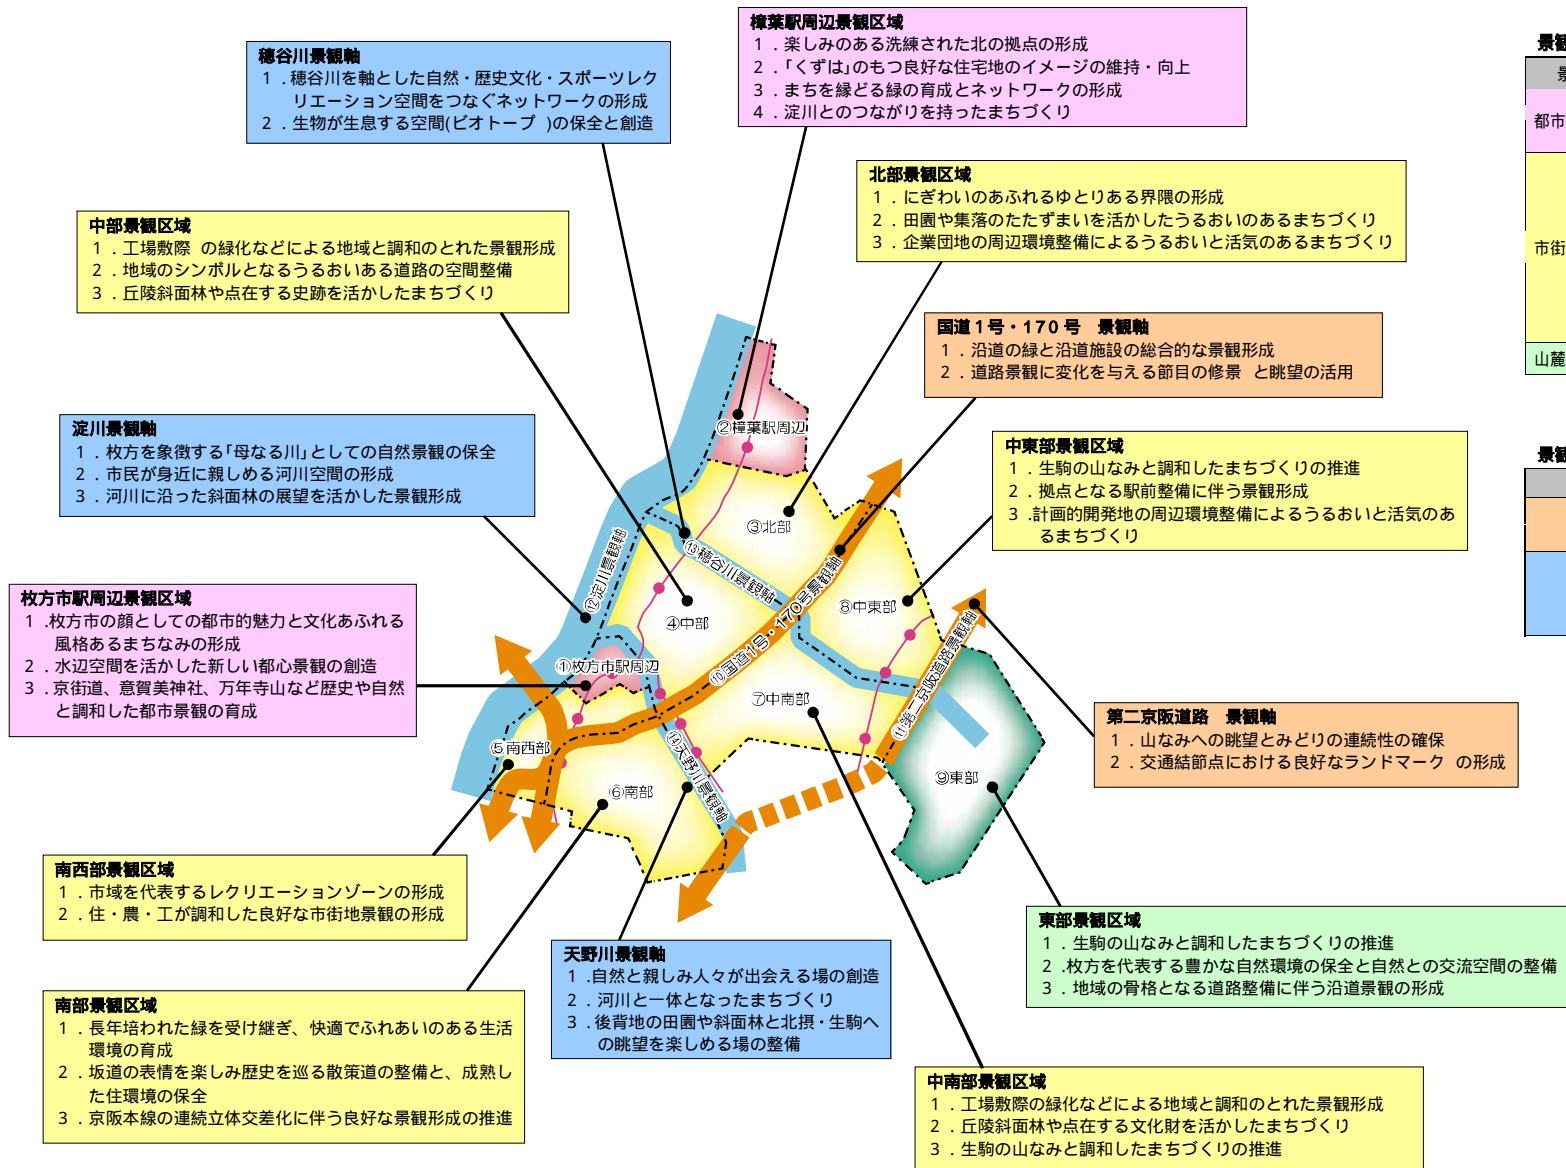 樟葉駅周辺景観区域
1．楽しみのある洗練された北の拠点の形成
2．「くずは」のもつ良好な住宅地のイメージの維持・向上
3．まちを縁どる緑の育成とネットワークの形成
4．淀川とのつながりを持ったまちづくり
穂谷川景観軸
1．穂谷川を軸とした自然・歴史文化・スポーツレク
リエーション空間をつなぐネットワークの形成
2．生物が生息する空間(ビオトープ )の保全と創造
北部景観区域
1．にぎわいのあふれるゆとりある界隈の形成
2．田園や集落のたたずまいを活かしたうるおいのあるまちづくり
3．企業団地の周辺環境整備によるうるおいと活気のあるまちづくり
中部景観区域
1．工場敷際 の緑化などによる地域と調和のとれた景観形成
2．地域のシンボルとなるうるおいある道路の空間整備
3．丘陵斜面林や点在する史跡を活かしたまちづくり
国道1号・170号 景観軸
1．沿道の緑と沿道施設の総合的な景観形成
2．道路景観に変化を与える節目の修景 と眺望の活用
淀川景観軸
1．枚方を象徴する「母なる川」としての自然景観の保全
2．市民が身近に親しめる河川空間の形成
3．河川に沿った斜面林の展望を活かした景観形成
中東部景観区域
1．生駒の山なみと調和したまちづくりの推進
2．拠点となる駅前整備に伴う景観形成
3．計画的開発地の周辺環境整備によるうるおいと活気のあ
るまちづくり
枚方市駅周辺景観区域
1．枚方市の顔としての都市的魅力と文化あふれる
風格あるまちなみの形成
2．水辺空間を活かした新しい都心景観の創造
3．京街道、意賀美神社、万年寺山など歴史や自然
と調和した都市景観の育成
第二京阪道路 景観軸
1．山なみへの眺望とみどりの連続性の確保
2．交通結節点における良好なランドマーク の形成
②樟葉駅周辺
③北部
⑬穂谷川景観軸
⑫淀川景観軸
④中部
⑧中東部
⑩国道1号・170号景観軸
①枚方市駅周辺
⑦中南部
⑪第二京阪道路景観軸
⑤南西部
⑭天野川景観軸
⑥南部
⑨東部
南西部景観区域
1．市域を代表するレクリエーションゾーンの形成
2．住・農・工が調和した良好な市街地景観の形成
東部景観区域
1．生駒の山なみと調和したまちづくりの推進
2．枚方を代表する豊かな自然環境の保全と自然との交流空間の整備
3．地域の骨格となる道路整備に伴う沿道景観の形成
天野川景観軸
1．自然と親しみ人々が出会える場の創造
2．河川と一体となったまちづくり
3．後背地の田園や斜面林と北摂・生駒へ
の眺望を楽しめる場の整備
南部景観区域
1．長年培われた緑を受け継ぎ、快適でふれあいのある生活
環境の育成
2．坂道の表情を楽しみ歴史を巡る散策道の整備と、成熟し
た住環境の保全
3．京阪本線の連続立体交差化に伴う良好な景観形成の推進
中南部景観区域
1．工場敷際の緑化などによる地域と調和のとれた景観形成
2．丘陵斜面林や点在する文化財を活かしたまちづくり
3．生駒の山なみと調和したまちづくりの推進
景観
景
都市
市街
山麓
景観